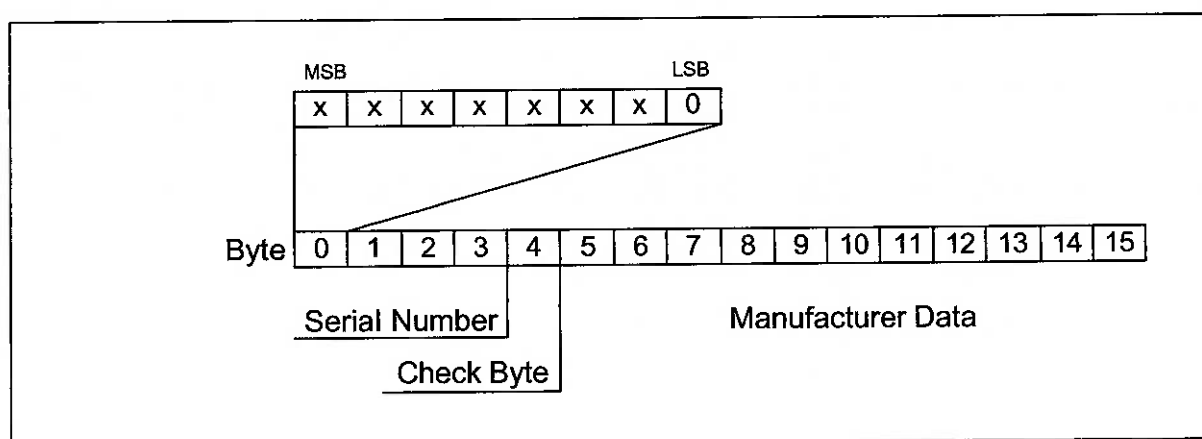 MSB LSB
x x x x x x x 0
Byte 0 1 2 3 4 5 6 7 8 9 10 11 12 13 14 15
Serial Number Manufacturer Data
Check Byte